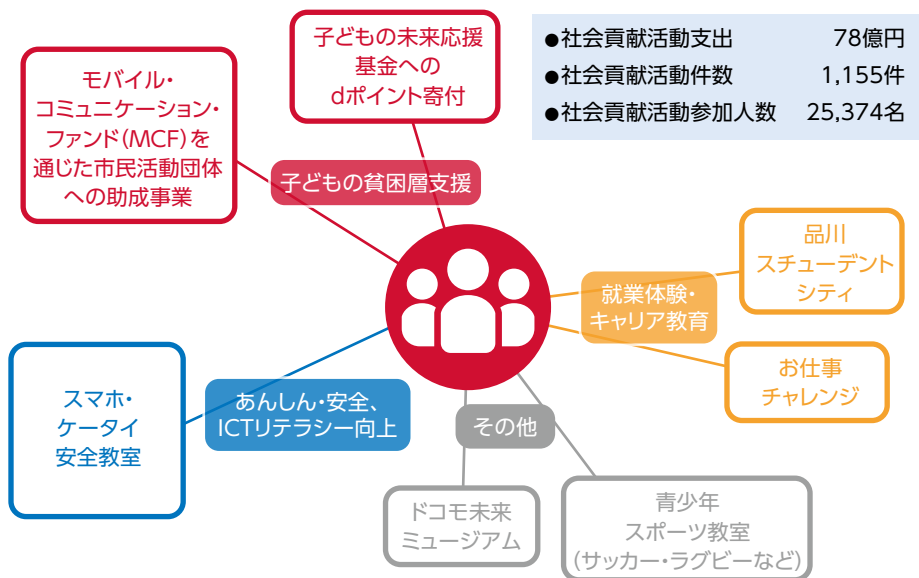 子どもの未来応援
基金への
dポイント寄付
●社会貢献活動支出 78億円
●社会貢献活動件数 1,155件
●社会貢献活動参加人数 25,374名
モバイル・
コミュニケーション・
ファンド(MCF)を
通じた市民活動団体
への助成事業
子どもの貧困層支援
品川
スチューデント
シティ
就業体験・
キャリア教育
お仕事
チャレンジ
スマホ・
ケータイ
安全教室
あんしん・安全、
ICTリテラシー向上
その他
ドコモ未来
ミュージアム
青少年
スポーツ教室
(サッカー・ラグビーなど)